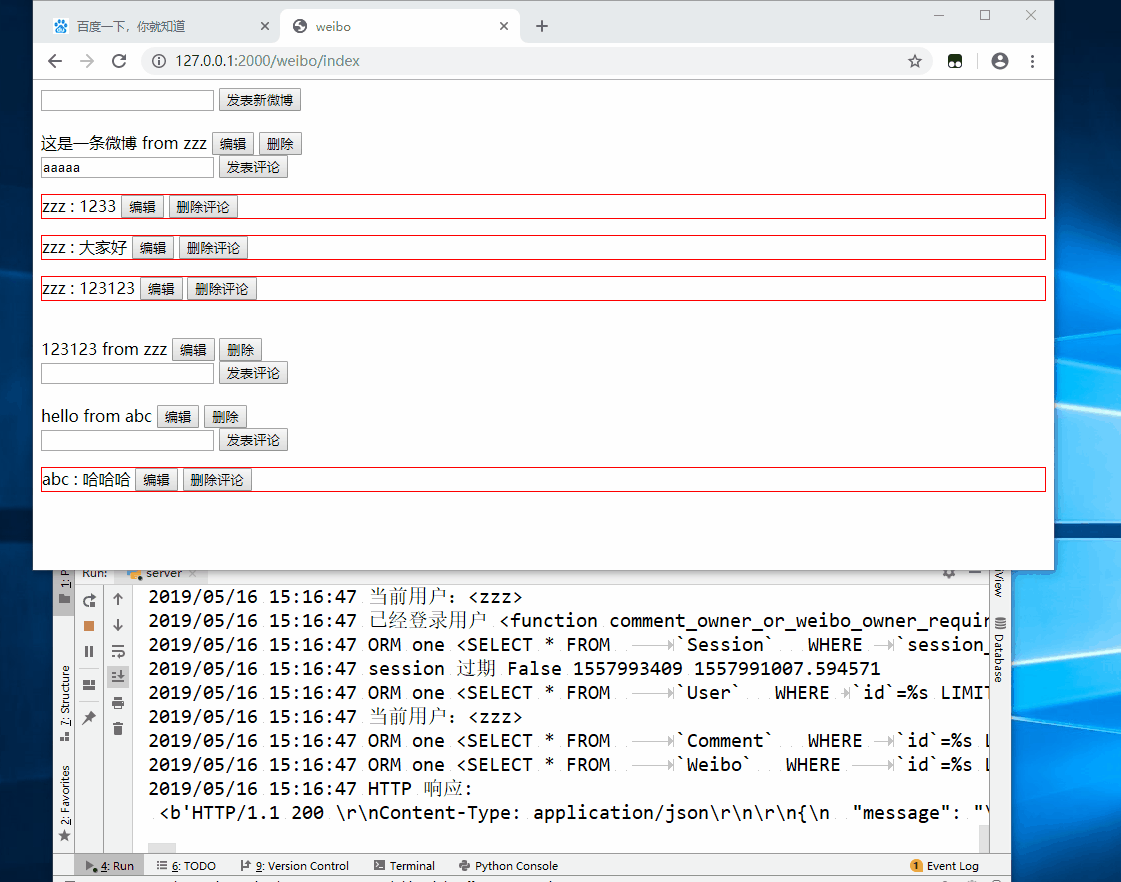 百度一下，你就知道
weibo
127.0.0.1:2000/weibo/index
发表新微博
这是一条微博 from zzz 编辑 删除
aaaaa 发表评论
zzz : 1233 编辑 删除评论
zzz : 大家好 编辑 删除评论
zzz : 123123 编辑 删除评论
123123 from zzz 编辑 删除
发表评论
hello from abc 编辑 删除
发表评论
abc : 哈哈哈 编辑 删除评论
Run: server
2019/05/16 15:16:47 当前用户：<zzz>
2019/05/16 15:16:47 已经登录用户 <function comment_owner_or_weibo_owner_requir
2019/05/16 15:16:47 ORM one <SELECT * FROM `Session` WHERE `session_
2019/05/16 15:16:47 session 过期 False 1557993409 1557991007.594571
2019/05/16 15:16:47 ORM one <SELECT * FROM `User` WHERE `id`=%s LIMIT
2019/05/16 15:16:47 当前用户：<zzz>
2019/05/16 15:16:47 ORM one <SELECT * FROM `Comment` WHERE `id`=%s L
2019/05/16 15:16:47 ORM one <SELECT * FROM `Weibo` WHERE `id`=%s L
2019/05/16 15:16:47 HTTP 响应:
<b'HTTP/1.1 200 \r\nContent-Type: application/json\r\n\r\n{\n "message": "\
1: P
7: Structure
2: Favorites
iView
Database
4: Run 6: TODO 9: Version Control Terminal Python Console 1 Event Log